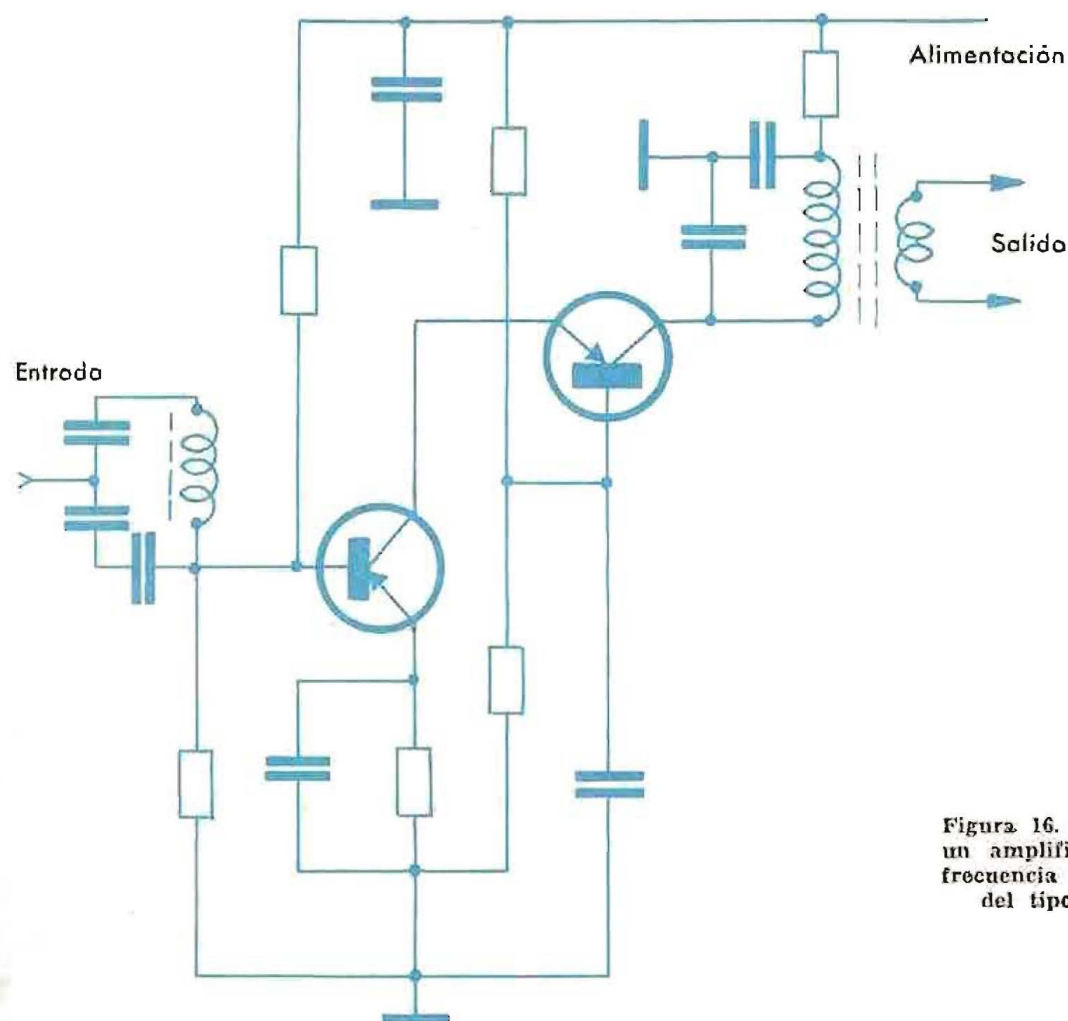 Alimentación
Salida
Entrada
Figura 16.
un amplifi
frecuencia
del tipo